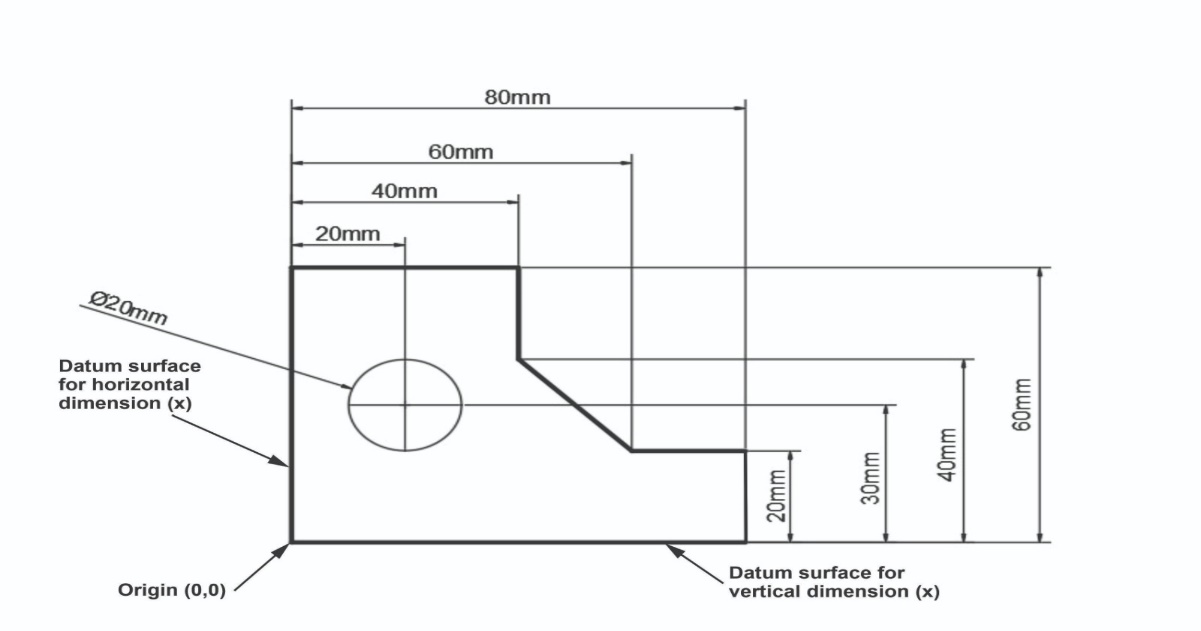 80mm
60mm
40mm
20mm
Ø20mm
Datum surface
for horizontal
dimension (x)
60mm
40mm
30mm
20mm
Origin (0,0)
Datum surface for
vertical dimension (x)